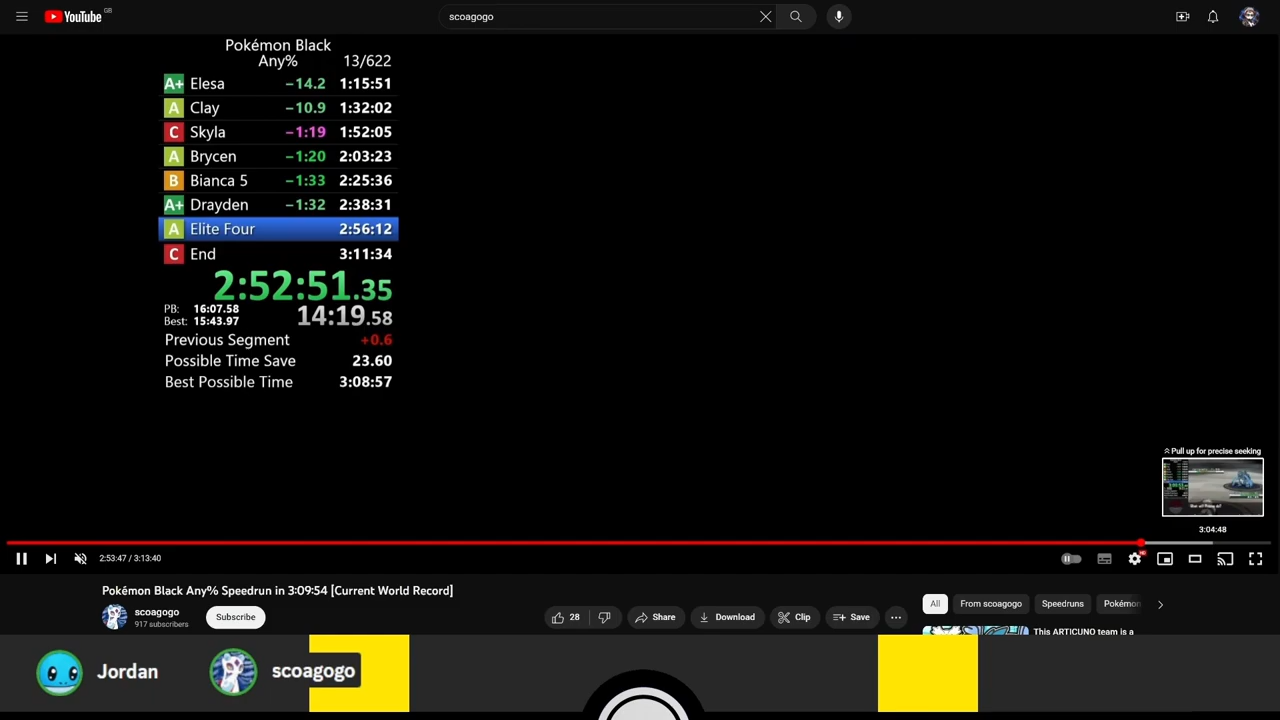 YouTube GB
scoagogo
Pokémon Black
Any% 13/622
A+ Elesa −14.2 1:15:51
A Clay −10.9 1:32:02
C Skyla −1:19 1:52:05
A Brycen −1:20 2:03:23
B Bianca 5 −1:33 2:25:36
A+ Drayden −1:32 2:38:31
A Elite Four 2:56:12
C End 3:11:34
2:52:51.35
PB: 16:07.58
Best: 15:43.97
14:19.58
Previous Segment +0.6
Possible Time Save 23.60
Best Possible Time 3:08:57
Pull up for precise seeking
3:04:48
2:53:47 / 3:13:40
Pokémon Black Any% Speedrun in 3:09:54 [Current World Record]
scoagogo
917 subscribers
Subscribe
28
Share
Download
Clip
Save
All
From scoagogo
Speedruns
Pokémon
This ARTICUNO team is a
Jordan
scoagogo